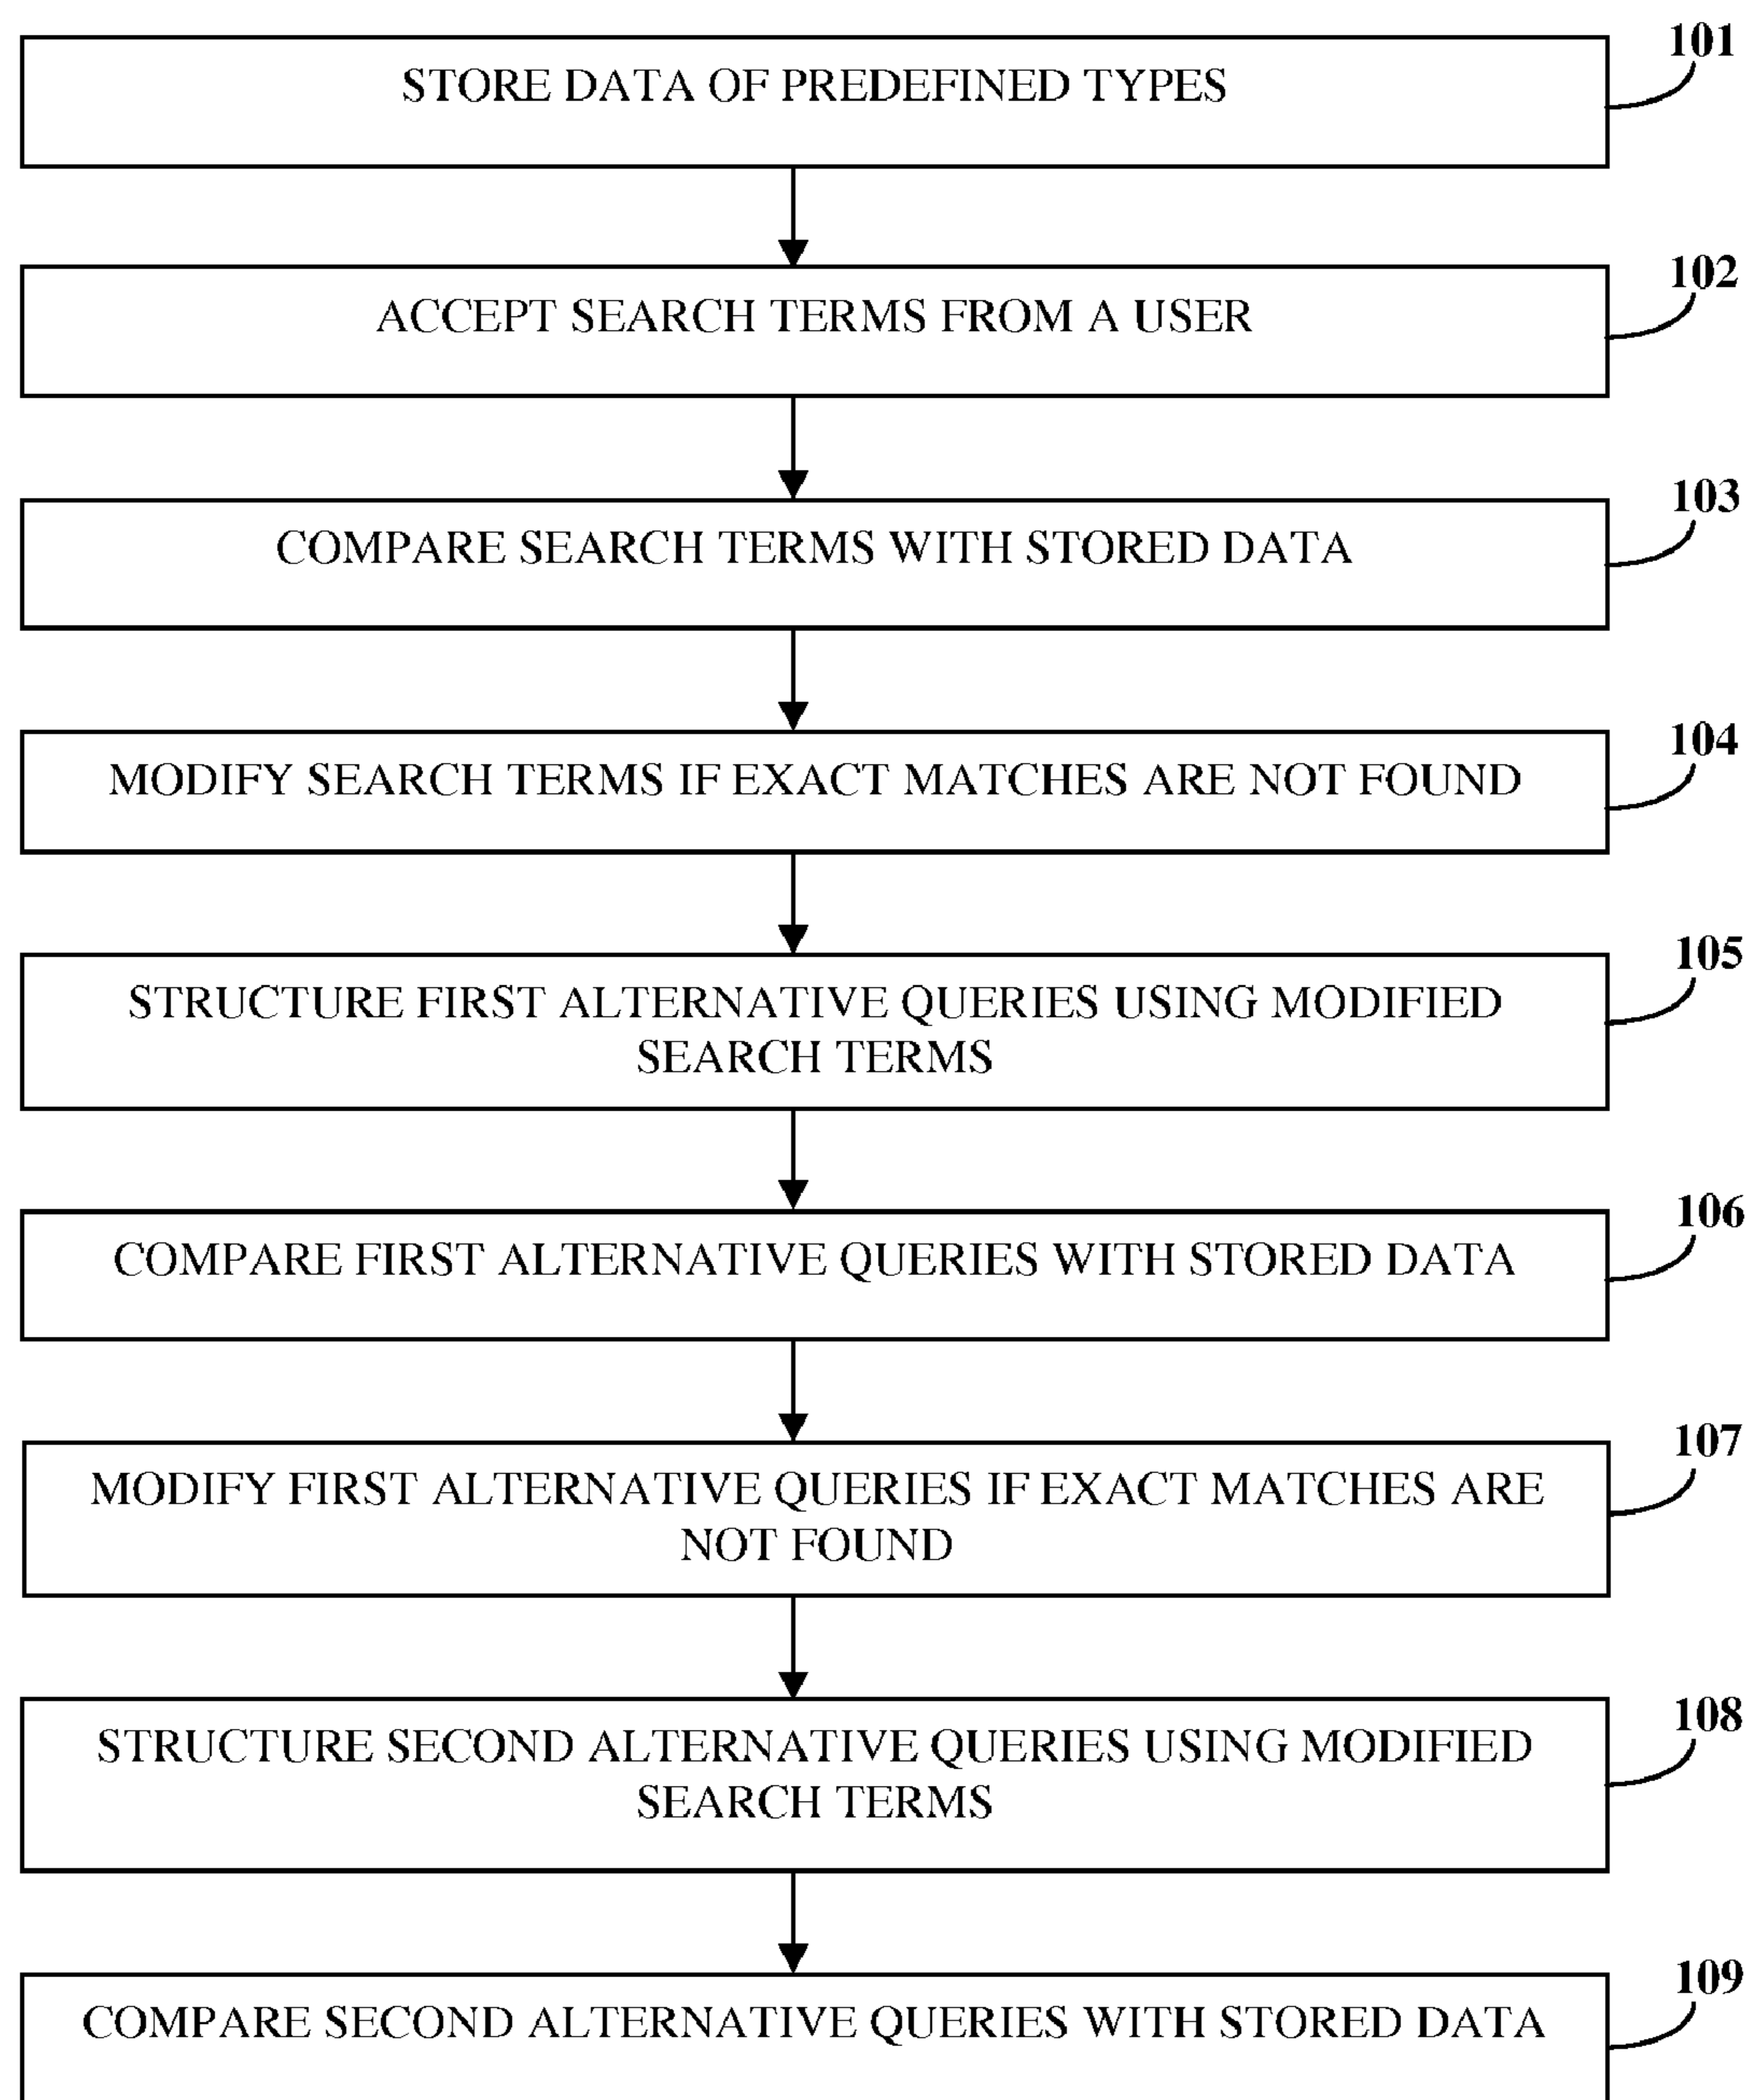 101
STORE DATA OF PREDEFINED TYPES
102
ACCEPT SEARCH TERMS FROM A USER
103
COMPARE SEARCH TERMS WITH STORED DATA
104
MODIFY SEARCH TERMS IF EXACT MATCHES ARE NOT FOUND
105
STRUCTURE FIRST ALTERNATIVE QUERIES USING MODIFIED
SEARCH TERMS
106
COMPARE FIRST ALTERNATIVE QUERIES WITH STORED DATA
107
MODIFY FIRST ALTERNATIVE QUERIES IF EXACT MATCHES ARE
NOT FOUND
108
STRUCTURE SECOND ALTERNATIVE QUERIES USING MODIFIED
SEARCH TERMS
109
COMPARE SECOND ALTERNATIVE QUERIES WITH STORED DATA